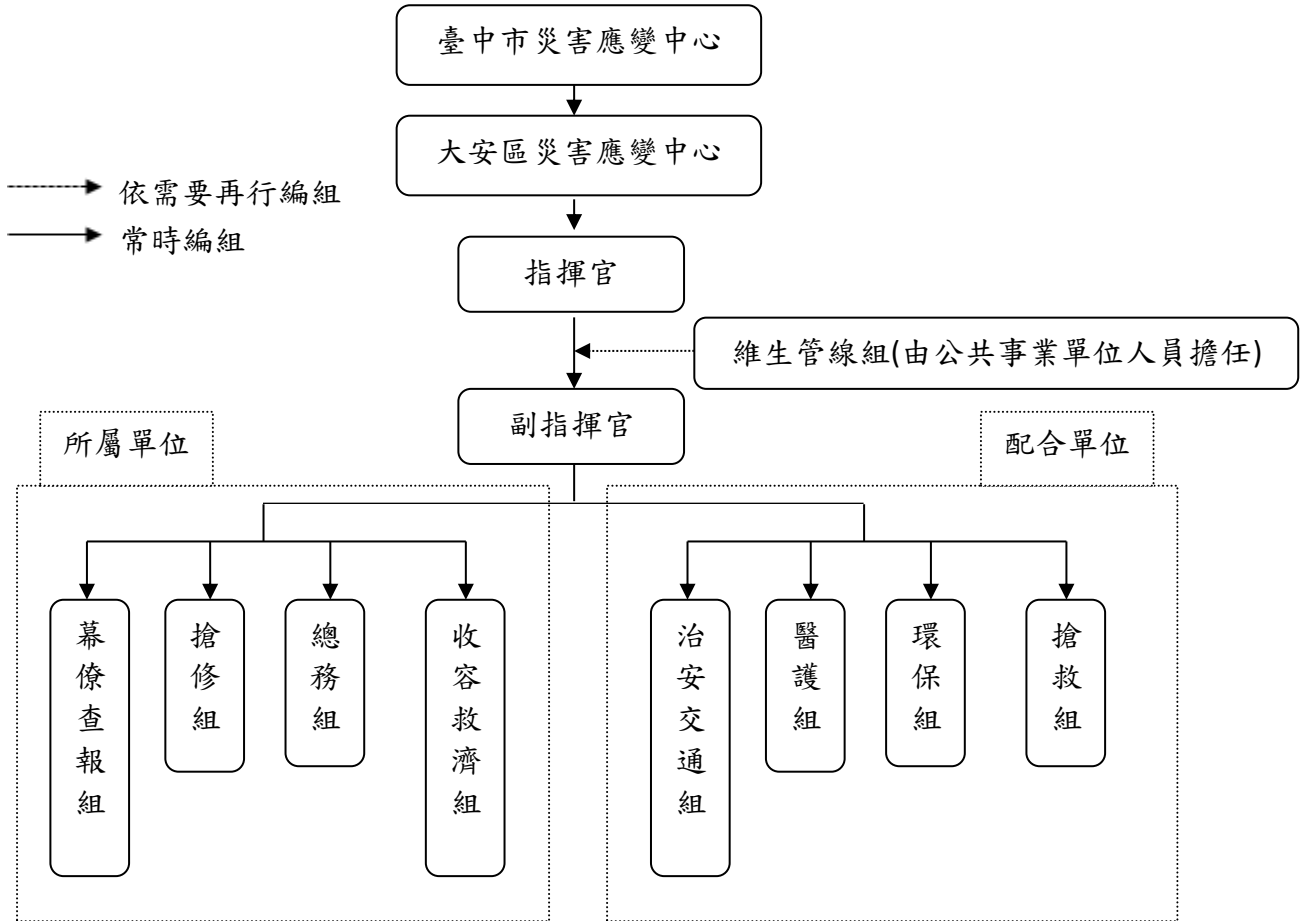 臺中市災害應變中心
大安區災害應變中心
依需要再行編組
常時編組
指揮官
維生管線組(由公共事業單位人員擔任)
副指揮官
所屬單位
配合單位
幕僚查報組
搶修組
總務組
收容救濟組
治安交通組
醫護組
環保組
搶救組